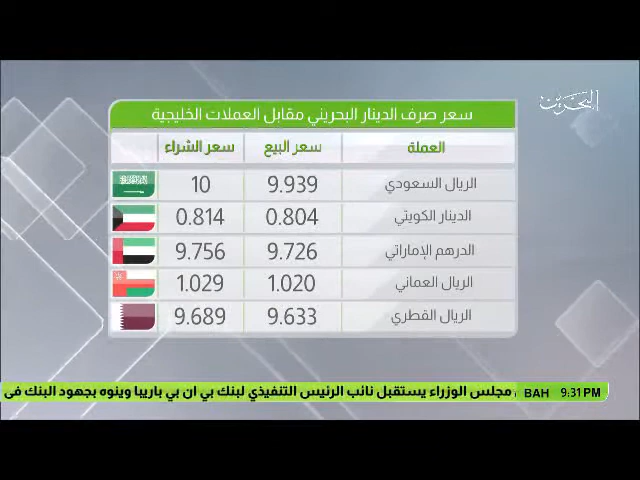 البحرين
سعر صرف الدينار البحريني مقابل العملات الخليجية
العملة سعر البيع سعر الشراء
الريال السعودي 9.939 10
الدينار الكويتي 0.804 0.814
الدرهم الإماراتي 9.726 9.756
الريال العماني 1.020 1.029
الريال القطري 9.633 9.689
مجلس الوزراء يستقبل نائب الرئيس التنفيذي لبنك بي ان بي باريبا وينوه بجهود البنك في
BAH 9:31 PM